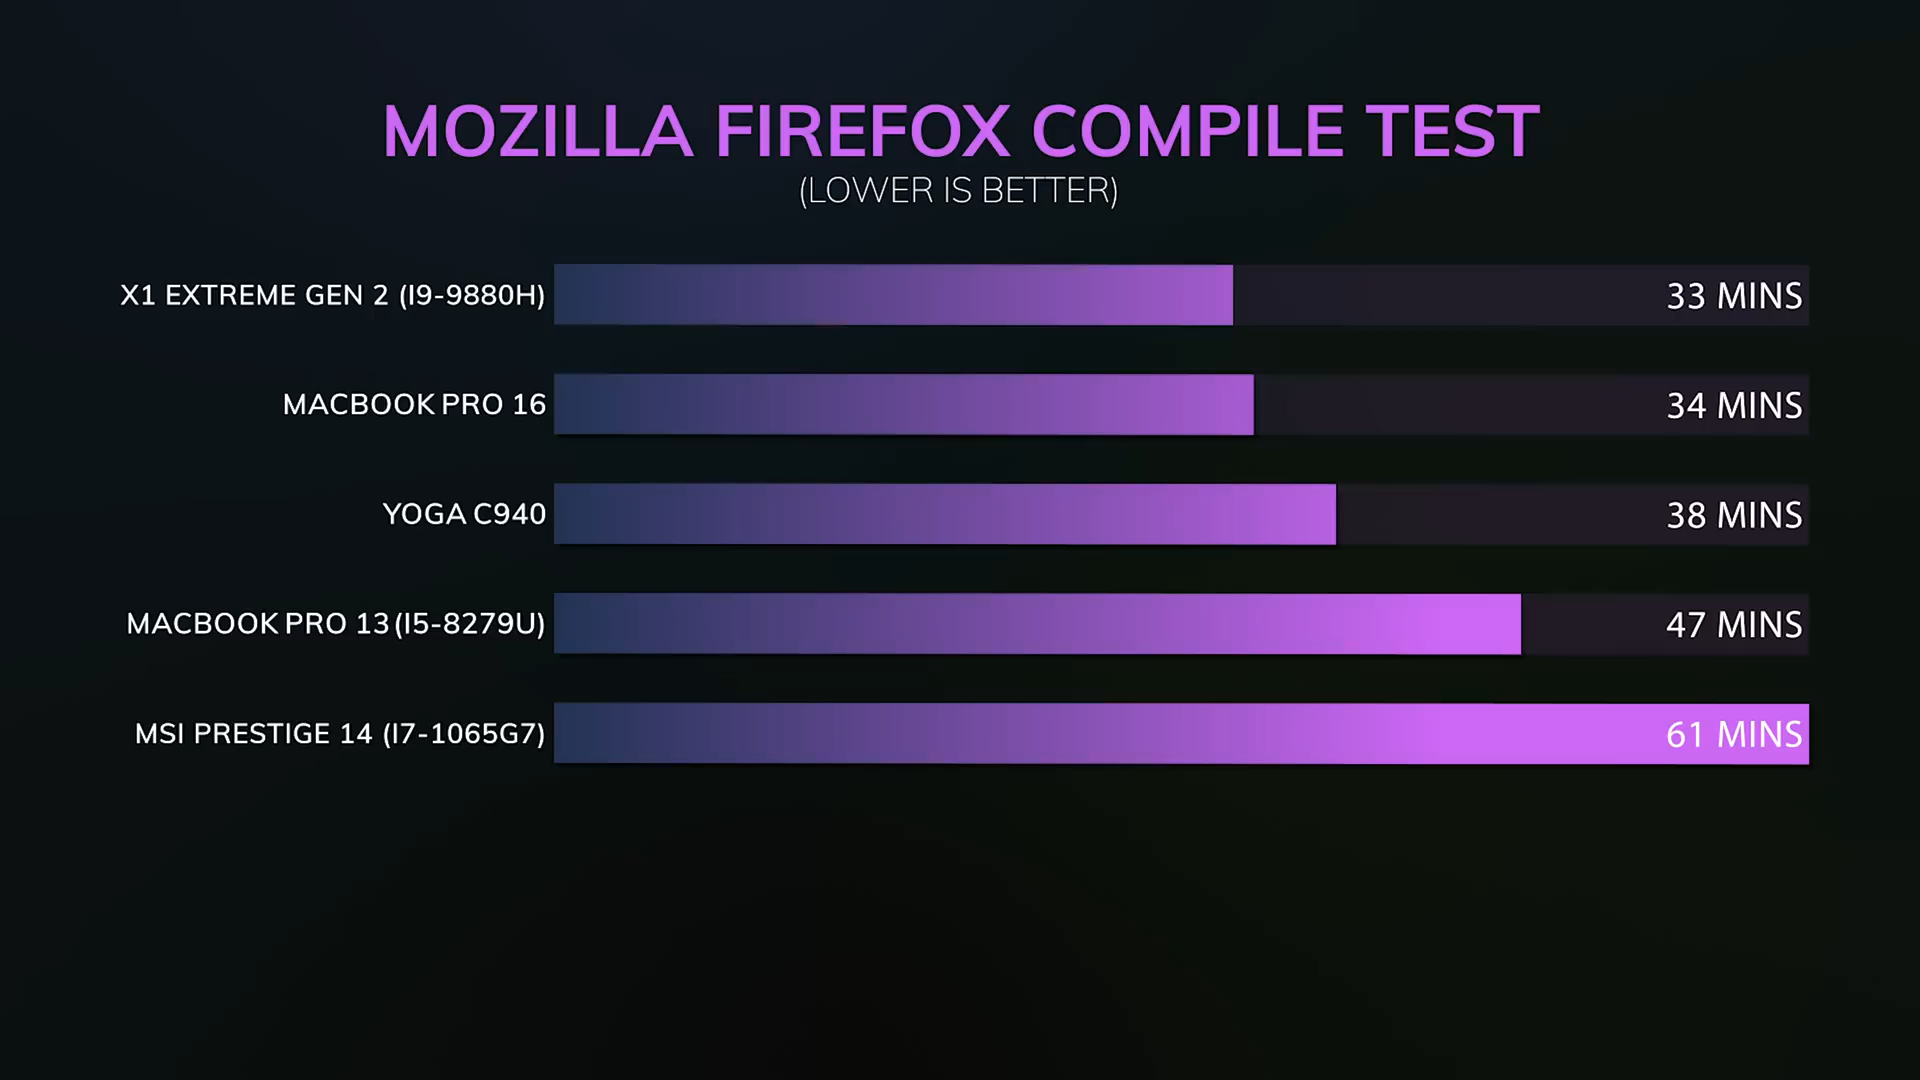 MOZILLA FIREFOX COMPILE TEST
(LOWER IS BETTER)
X1 EXTREME GEN 2 (I9-9880H) 33 MINS
MACBOOK PRO 16 34 MINS
YOGA C940 38 MINS
MACBOOK PRO 13 (I5-8279U) 47 MINS
MSI PRESTIGE 14 (I7-1065G7) 61 MINS